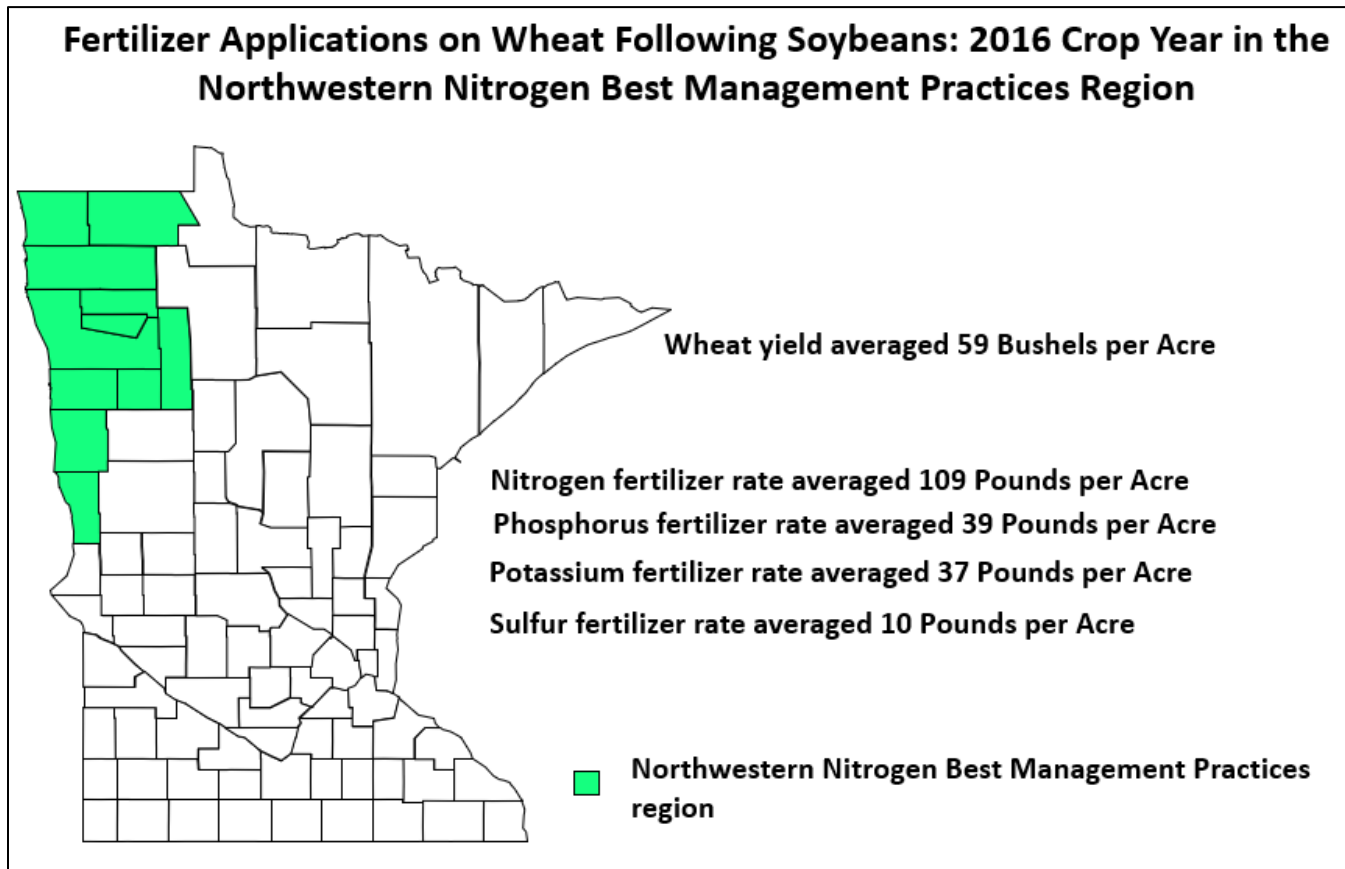 Fertilizer Applications on Wheat Following Soybeans: 2016 Crop Year in the
Northwestern Nitrogen Best Management Practices Region
Wheat yield averaged 59 Bushels per Acre
Nitrogen fertilizer rate averaged 109 Pounds per Acre
Phosphorus fertilizer rate averaged 39 Pounds per Acre
Potassium fertilizer rate averaged 37 Pounds per Acre
Sulfur fertilizer rate averaged 10 Pounds per Acre
Northwestern Nitrogen Best Management Practices
region